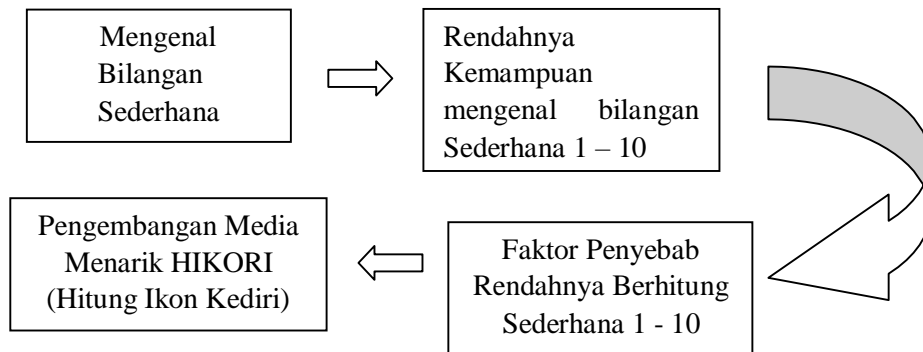 Mengenal
Bilangan
Sederhana
Rendahnya
Kemampuan
mengenal bilangan
Sederhana 1 – 10
Faktor Penyebab
Rendahnya Berhitung
Sederhana 1 - 10
Pengembangan Media
Menarik HIKORI
(Hitung Ikon Kediri)